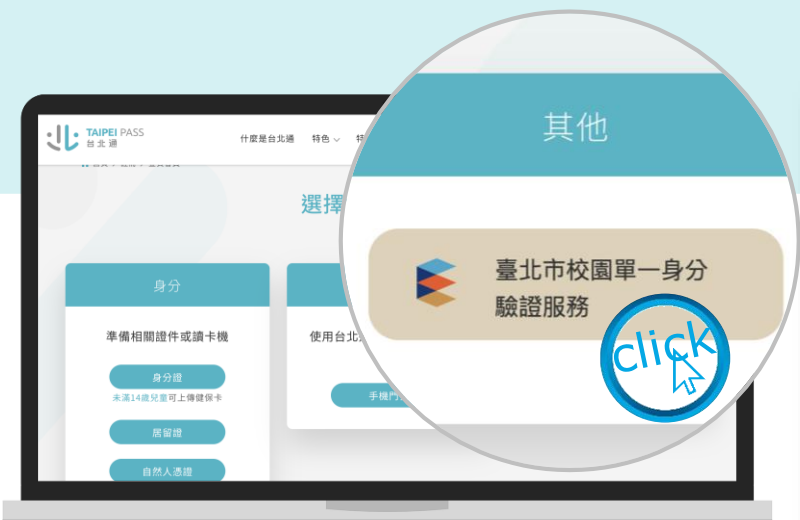 TAIPEI PASS
台北通
什麼是台北通
特色
選擇
身分
準備相關證件或讀卡機
身分證
未滿14歲兒童可上傳健保卡
居留證
自然人憑證
使用台北
手機門
其他
臺北市校園單一身分
驗證服務
click